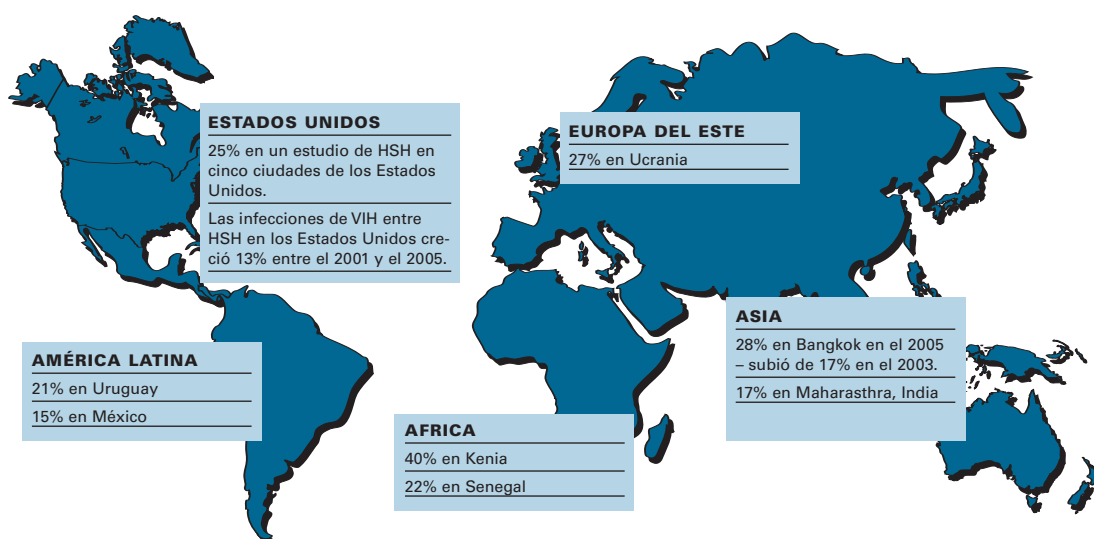 ESTADOS UNIDOS
25% en un estudio de HSH en
cinco ciudades de los Estados
Unidos.
Las infecciones de VIH entre
HSH en los Estados Unidos cre-
ció 13% entre el 2001 y el 2005.
EUROPA DEL ESTE
27% en Ucrania
AMÉRICA LATINA
21% en Uruguay
15% en México
AFRICA
40% en Kenia
22% en Senegal
ASIA
28% en Bangkok en el 2005
– subió de 17% en el 2003.
17% en Maharasthra, India